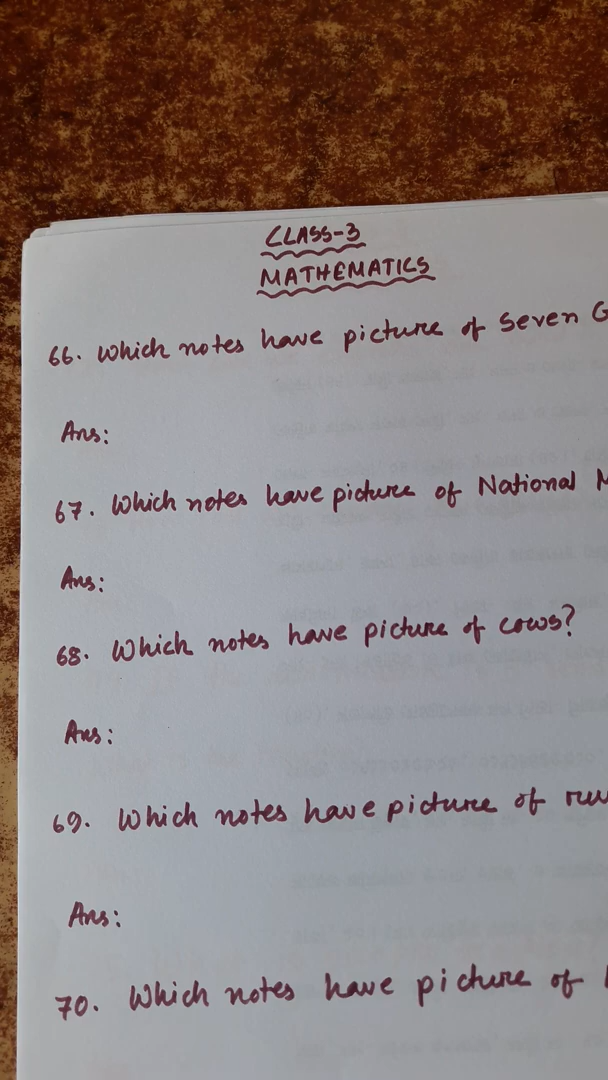 CLASS-3
MATHEMATICS
66. Which notes have picture of Seven G
Ans:
67. Which notes have picture of National M
Ans:
68. Which notes have picture of cows?
Ans:
69. Which notes have picture of
Ans:
70. Which notes have picture of